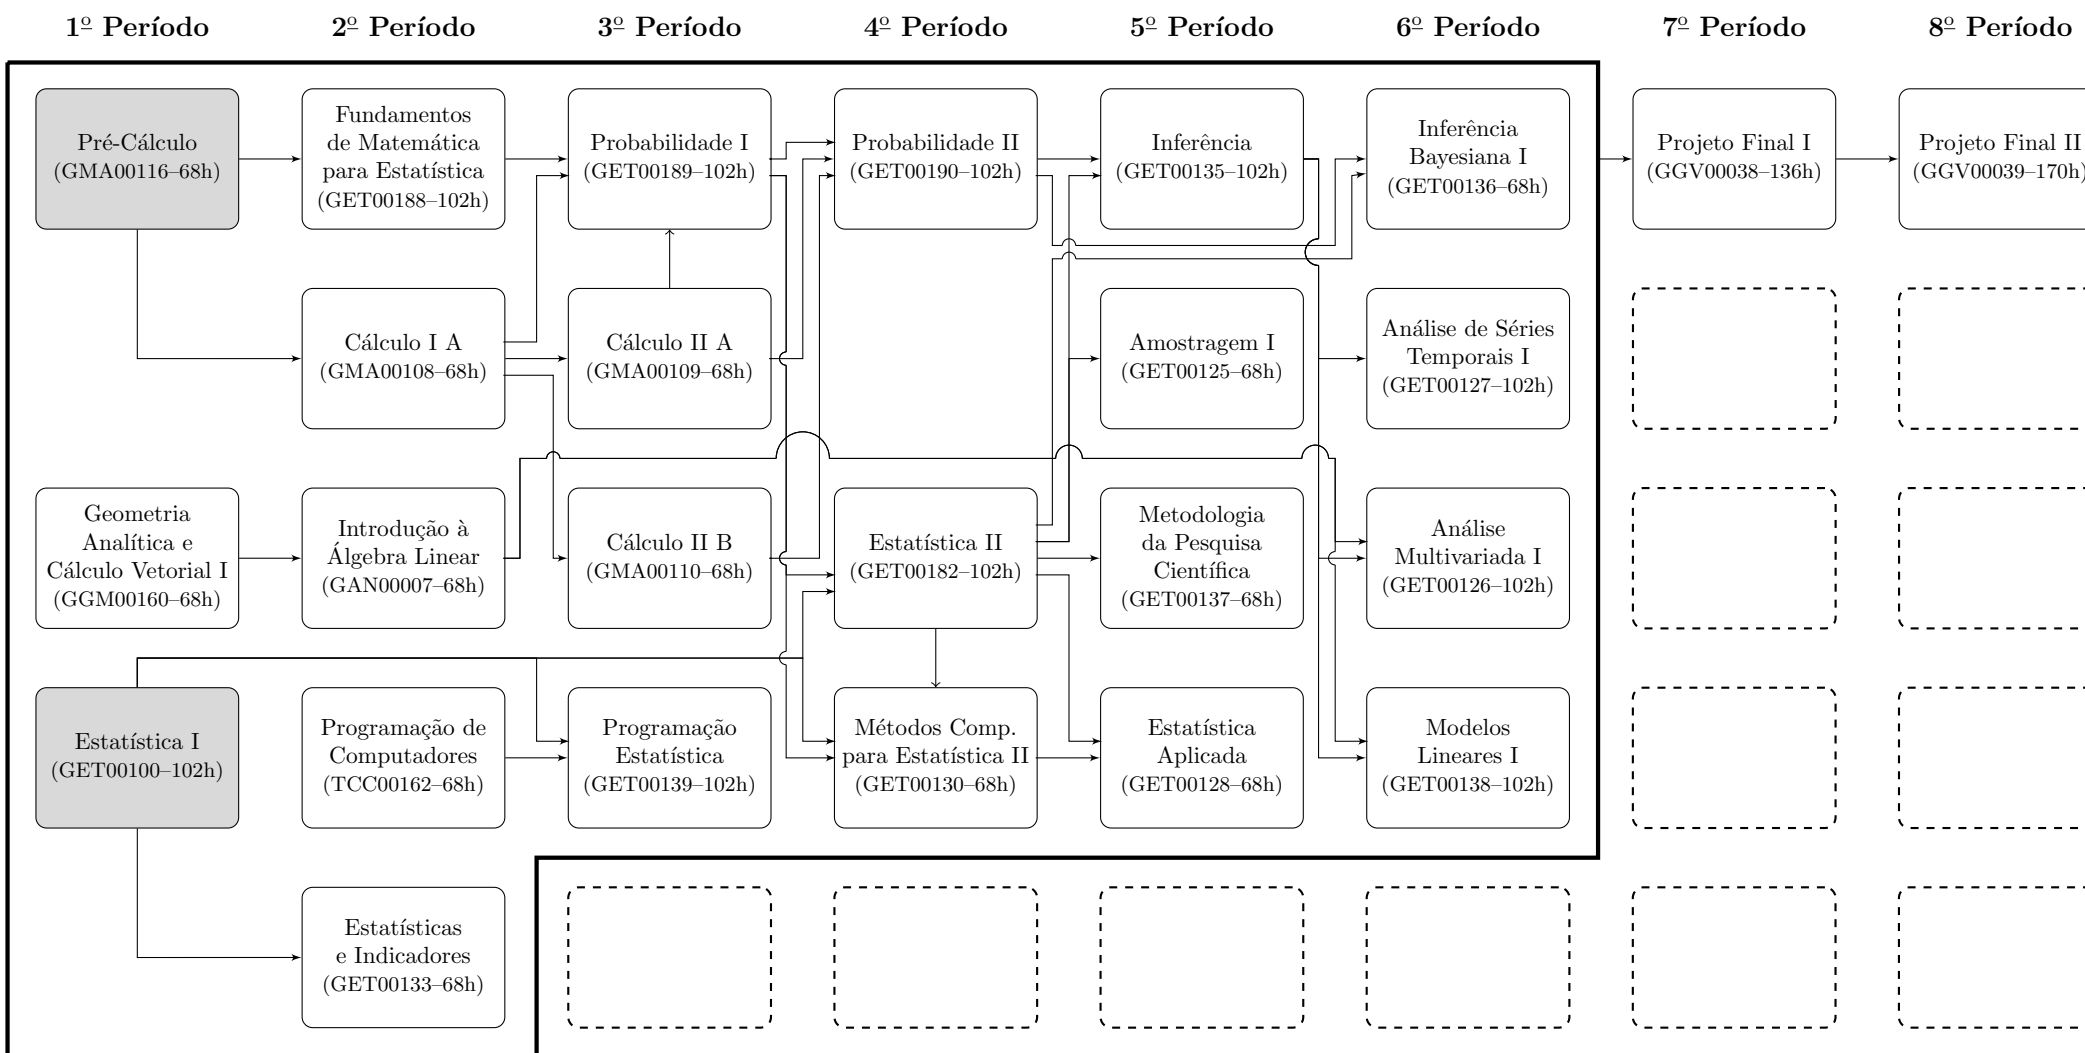 1º Período
2º Período
3º Período
4º Período
5º Período
6º Período
7º Período
8º Período
Pré-Cálculo
(GMA00116–68h)
Fundamentos
de Matemática
para Estatística
(GET00188–102h)
Probabilidade I
(GET00189–102h)
Probabilidade II
(GET00190–102h)
Inferência
(GET00135–102h)
Inferência
Bayesiana I
(GET00136–68h)
Projeto Final I
(GGV00038–136h)
Projeto Final II
(GGV00039–170h)
Cálculo I A
(GMA00108–68h)
Cálculo II A
(GMA00109–68h)
Amostragem I
(GET00125–68h)
Análise de Séries
Temporais I
(GET00127–102h)
Geometria
Analítica e
Cálculo Vetorial I
(GGM00160–68h)
Introdução à
Álgebra Linear
(GAN00007–68h)
Cálculo II B
(GMA00110–68h)
Estatística II
(GET00182–102h)
Metodologia
da Pesquisa
Científica
(GET00137–68h)
Análise
Multivariada I
(GET00126–102h)
Estatística I
(GET00100–102h)
Programação de
Computadores
(TCC00162–68h)
Programação
Estatística
(GET00139–102h)
Métodos Comp.
para Estatística II
(GET00130–68h)
Estatística
Aplicada
(GET00128–68h)
Modelos
Lineares I
(GET00138–102h)
Estatísticas
e Indicadores
(GET00133–68h)